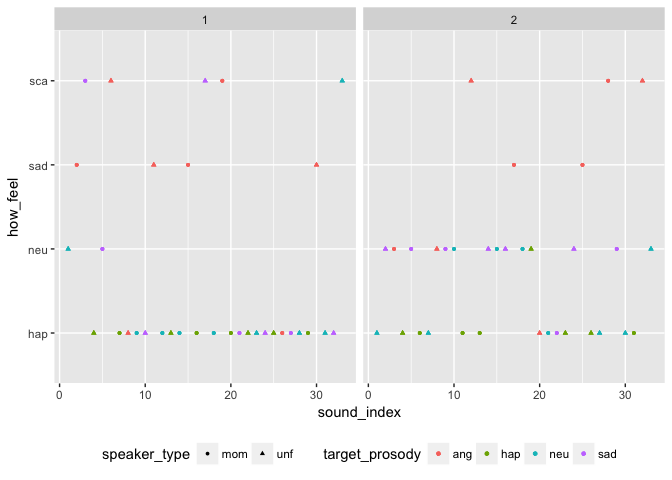 1 2
sca
sad
neu
hap
how_feel
0 10 20 30 0 10 20 30
sound_index
speaker_type mom unf target_prosody ang hap neu sad